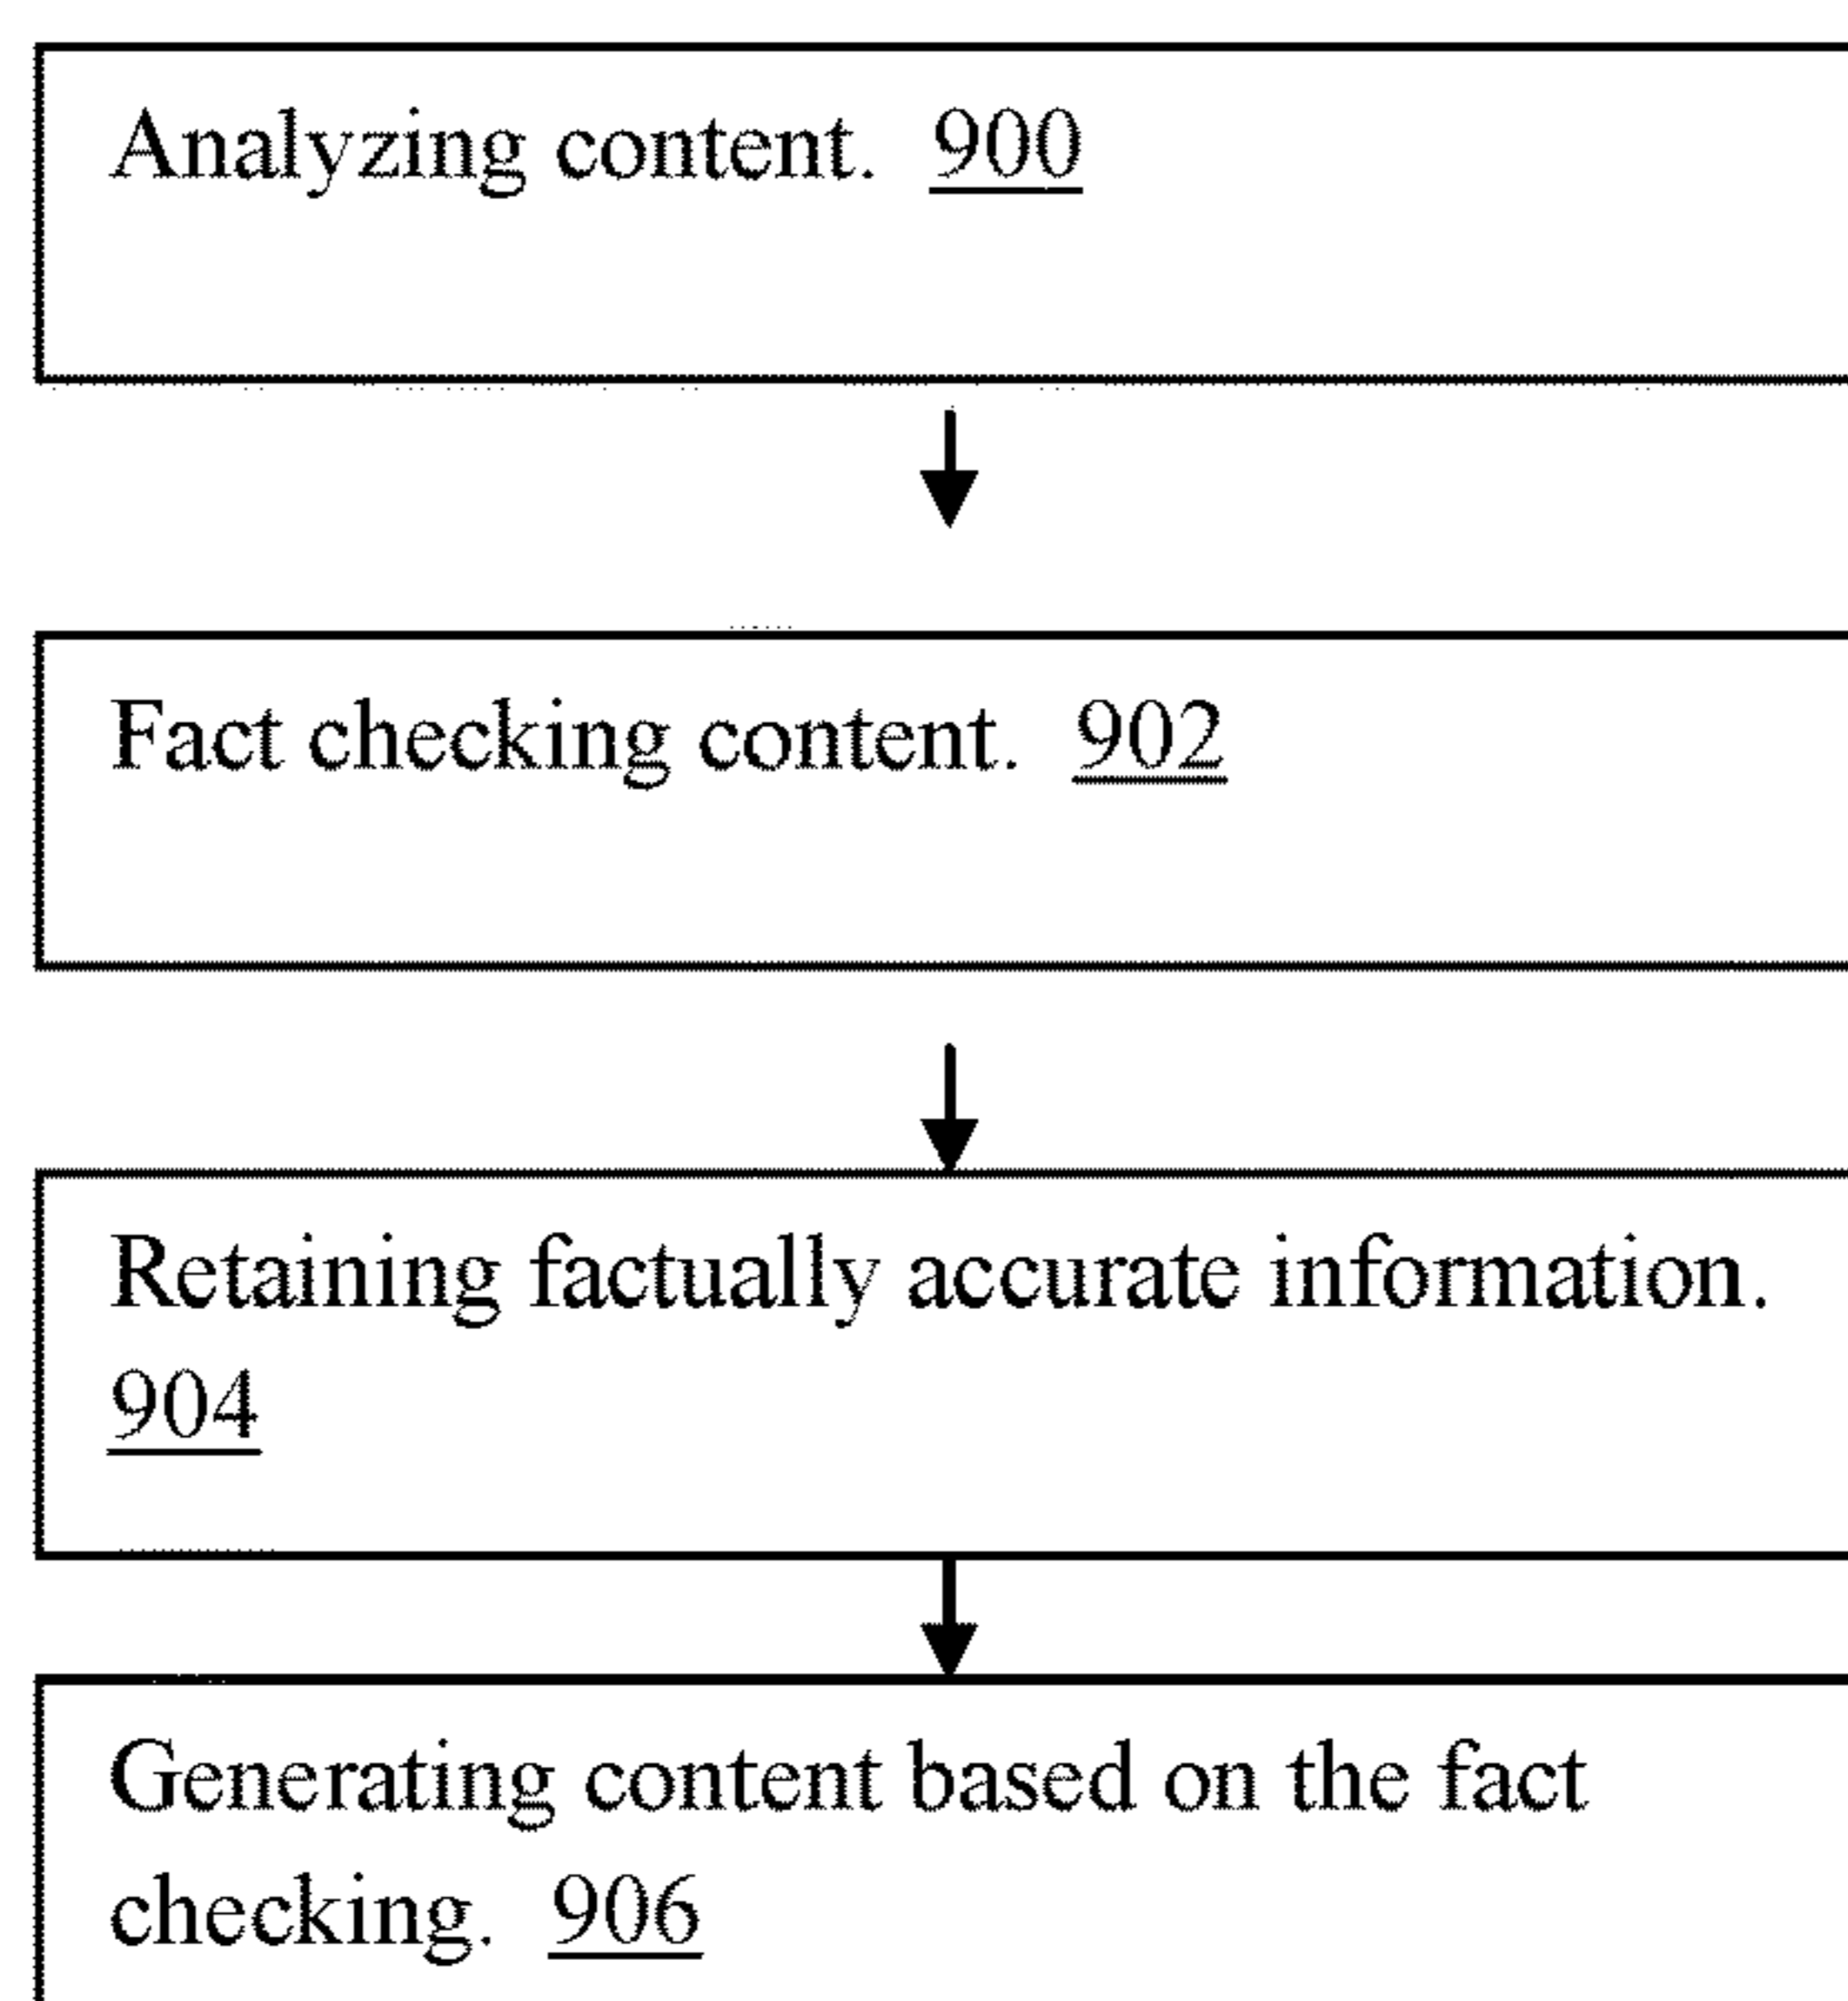 Analyzing content. 900
Fact checking content. 902
Retaining factually accurate information.
904
Generating content based on the fact
checking. 906